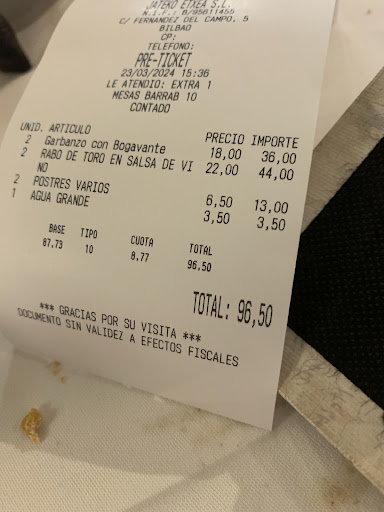 JATEKO ETXEA S.L.
N.I.F.: B/95611455
C/ FERNANDEZ DEL CAMPO, 5
BILBAO
CP:
TELEFONO:
PRE-TICKET
23/03/2024 15:36
LE ATENDIO: EXTRA 1
MESAS BARRAB 10
CONTADO
UNID. ARTICULO PRECIO IMPORTE
2 Garbanzo con Bogavante 18,00 36,00
2 RABO DE TORO EN SALSA DE VI 22,00 44,00
NO
2 POSTRES VARIOS 6,50 13,00
1 AGUA GRANDE 3,50 3,50
BASE TIPO CUOTA TOTAL
87.73 10 8.77 96.50
TOTAL: 96,50
*** GRACIAS POR SU VISITA ***
DOCUMENTO SIN VALIDEZ A EFECTOS FISCALES